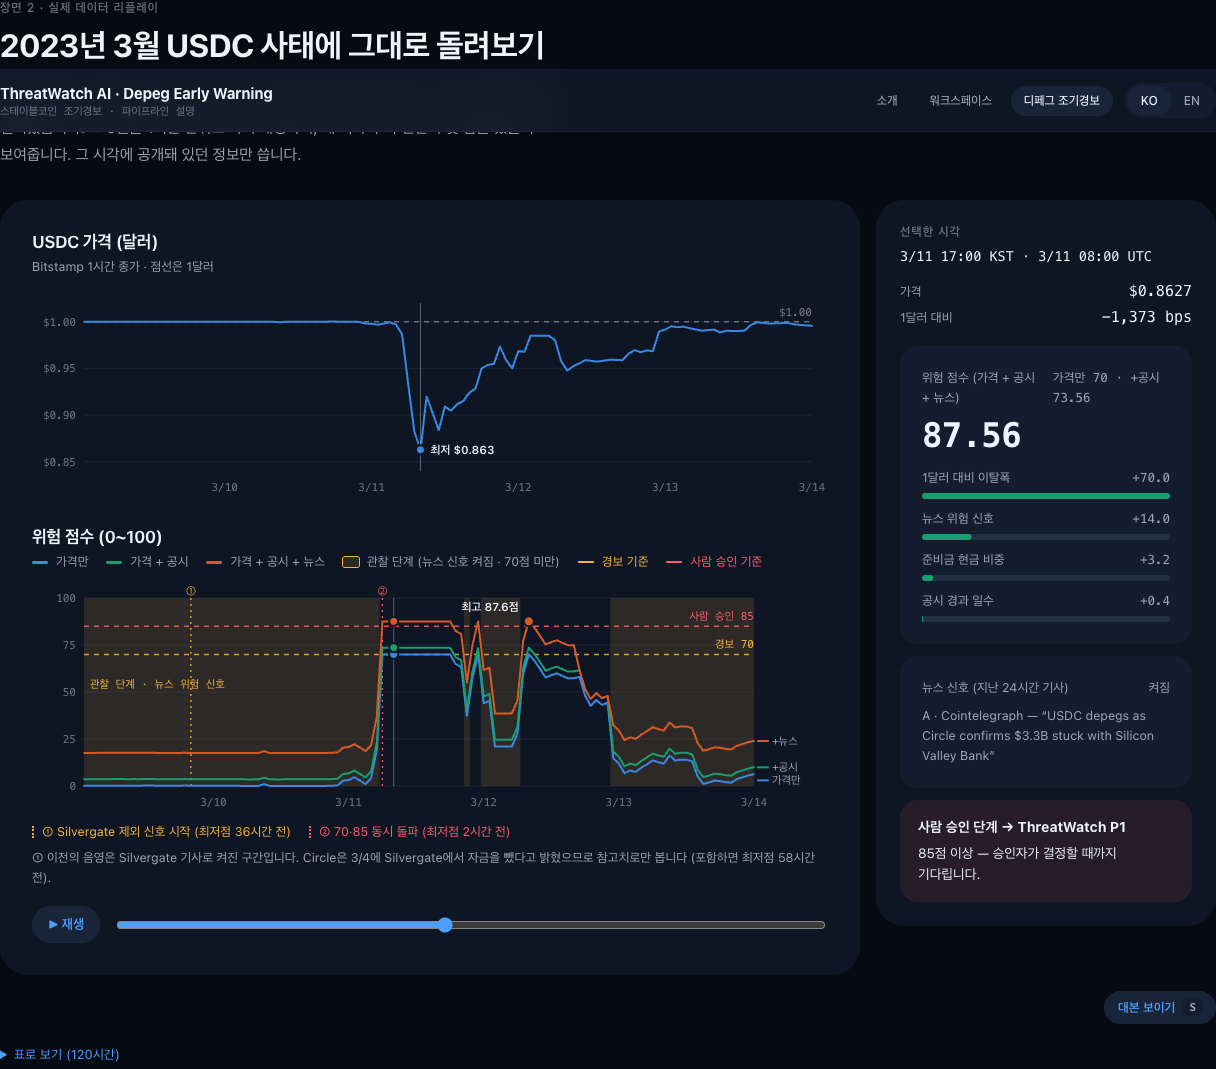 장면 2 · 실제 데이터 리플레이
2023년 3월 USDC 사태에 그대로 돌려보기
ThreatWatch AI · Depeg Early Warning
스테이블코인 조기경보 · 파이프라인 설명
소개
워크스페이스
디페그 조기경보
KO
EN
보여줍니다. 그 시각에 공개돼 있던 정보만 씁니다.
USDC 가격 (달러)
Bitstamp 1시간 종가 · 점선은 1달러
$1.00
$1.00
$0.95
$0.90
최저 $0.863
$0.85
3/10
3/11
3/12
3/13
3/14
위험 점수 (0~100)
가격만
가격 + 공시
가격 + 공시 + 뉴스
관찰 단계 (뉴스 신호 켜짐 · 70점 미만)
경보 기준
사람 승인 기준
①
②
100
최고 87.6점
사람 승인 85
75
경보 70
관찰 단계 · 뉴스 위험 신호
50
25
+뉴스
+공시
가격만
0
3/10
3/11
3/12
3/13
3/14
① Silvergate 제외 신호 시작 (최저점 36시간 전)
② 70·85 동시 돌파 (최저점 2시간 전)
① 이전의 음영은 Silvergate 기사로 켜진 구간입니다. Circle은 3/4에 Silvergate에서 자금을 뺐다고 밝혔으므로 참고치로만 봅니다 (포함하면 최저점 58시간
전).
▶ 재생
선택한 시각
3/11 17:00 KST · 3/11 08:00 UTC
가격
$0.8627
1달러 대비
−1,373 bps
위험 점수 (가격 + 공시
+ 뉴스)
가격만 70 · +공시
73.56
87.56
1달러 대비 이탈폭
+70.0
뉴스 위험 신호
+14.0
준비금 현금 비중
+3.2
공시 경과 일수
+0.4
뉴스 신호 (지난 24시간 기사)
켜짐
A · Cointelegraph — “USDC depegs as
Circle confirms $3.3B stuck with Silicon
Valley Bank”
사람 승인 단계 → ThreatWatch P1
85점 이상 — 승인자가 결정할 때까지
기다립니다.
대본 보이기 S
▶ 표로 보기 (120시간)